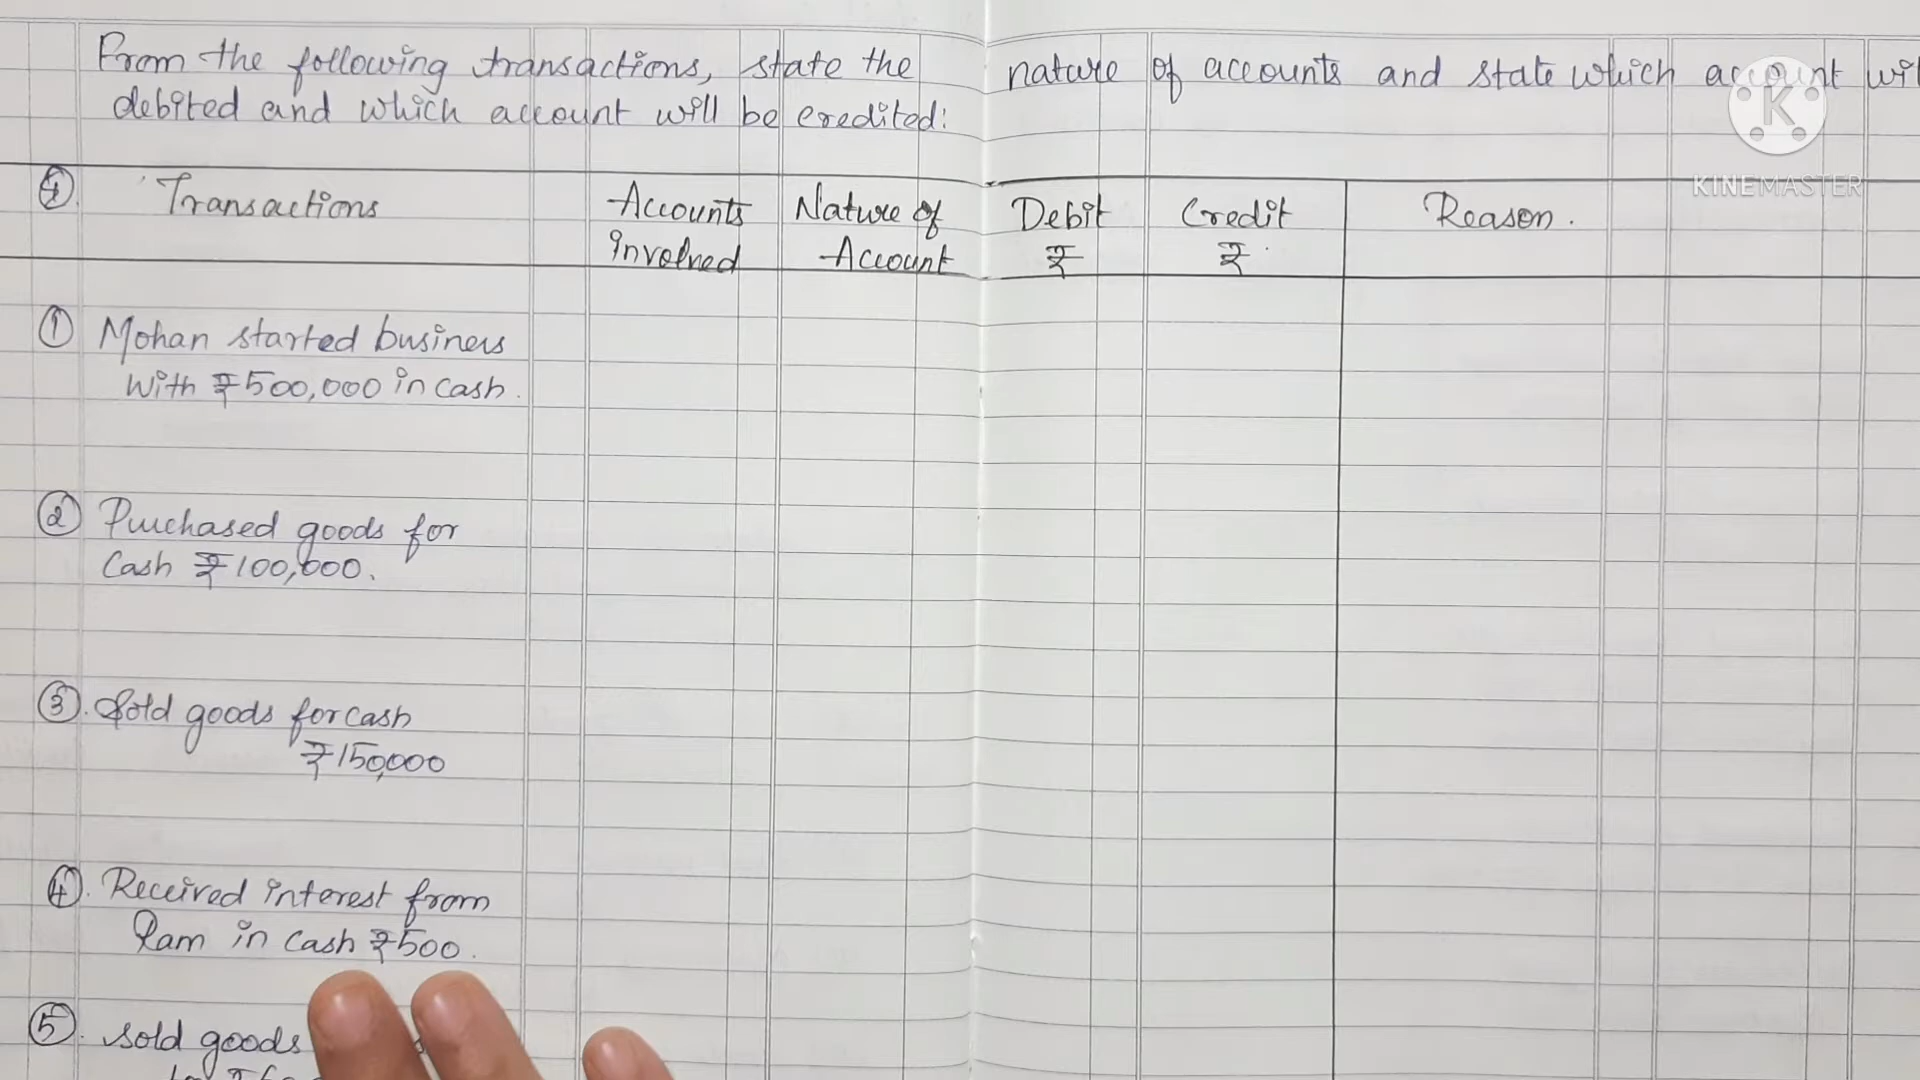 From the following transactions, state the nature of accounts and state which account wi
debited and which account will be credited:
KINEMASTER
Transactions Accounts involved Nature of Account Debit ₹ Credit ₹ Reason.
① Mohan started business
with ₹500,000 in cash.
② Purchased goods for
Cash ₹100,000.
③. Sold goods for cash
₹150,000
④. Received interest from
Ram in cash ₹500.
⑤. sold goods